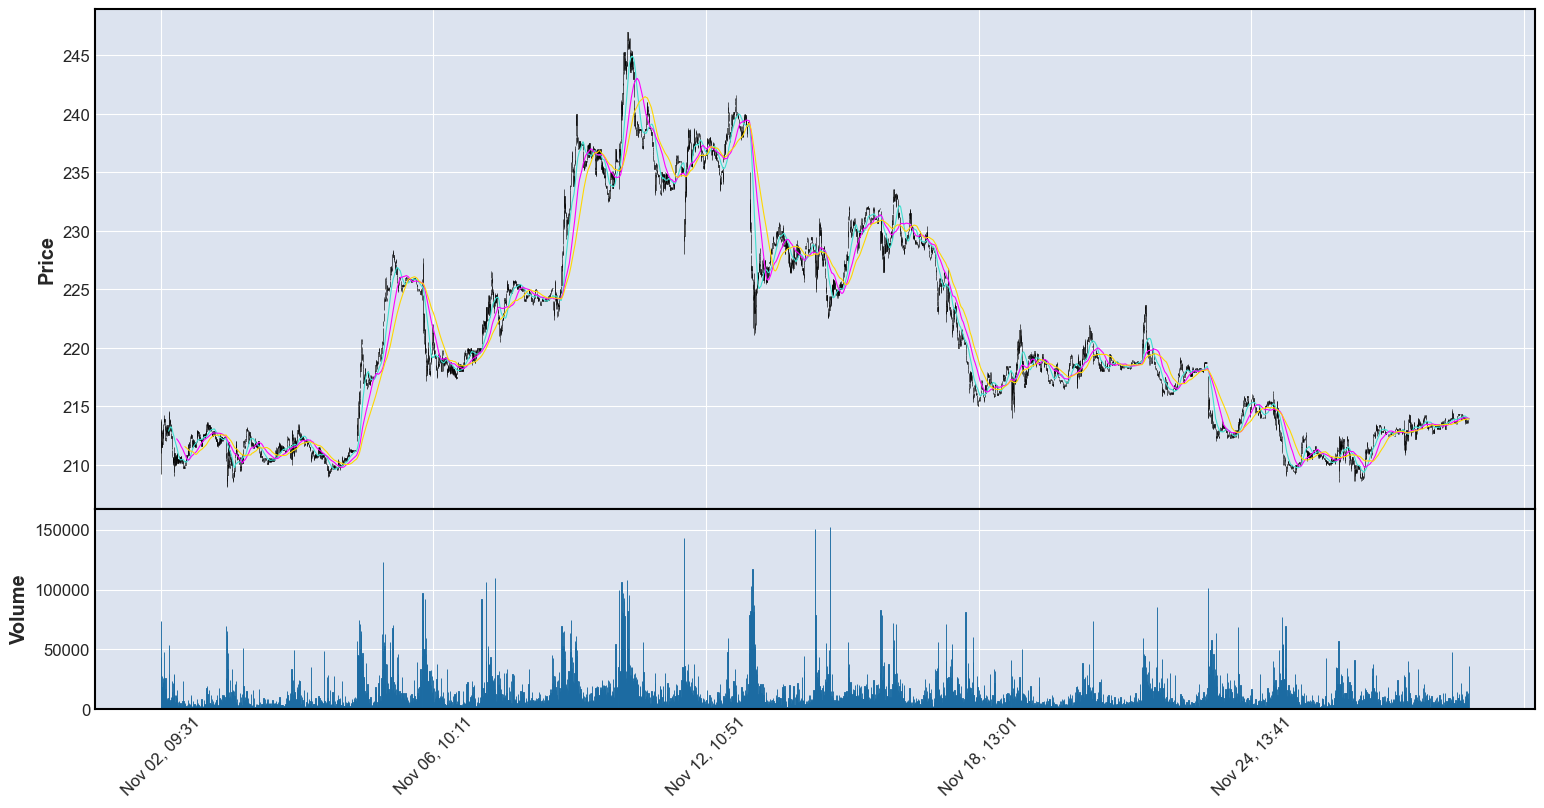 Price
245
240
235
230
225
220
215
210
Volume
150000
100000
50000
0
Nov 02, 09:31
Nov 06, 10:11
Nov 12, 10:51
Nov 18, 13:01
Nov 24, 13:41